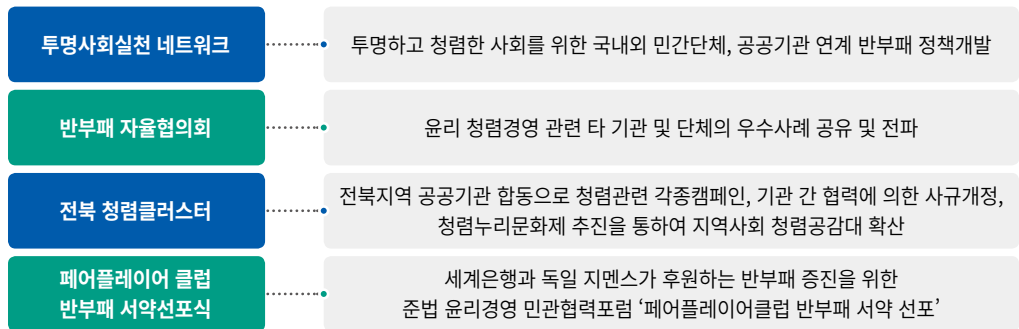 투명사회실천 네트워크
투명하고 청렴한 사회를 위한 국내외 민간단체, 공공기관 연계 반부패 정책개발
반부패 자율협의회
윤리 청렴경영 관련 타 기관 및 단체의 우수사례 공유 및 전파
전북 청렴클러스터
전북지역 공공기관 합동으로 청렴관련 각종캠페인, 기관 간 협력에 의한 사규개정,
청렴누리문화제 추진을 통하여 지역사회 청렴공감대 확산
페어플레이어 클럽
반부패 서약선포식
세계은행과 독일 지멘스가 후원하는 반부패 증진을 위한
준법 윤리경영 민관협력포럼 ‘페어플레이어클럽 반부패 서약 선포’